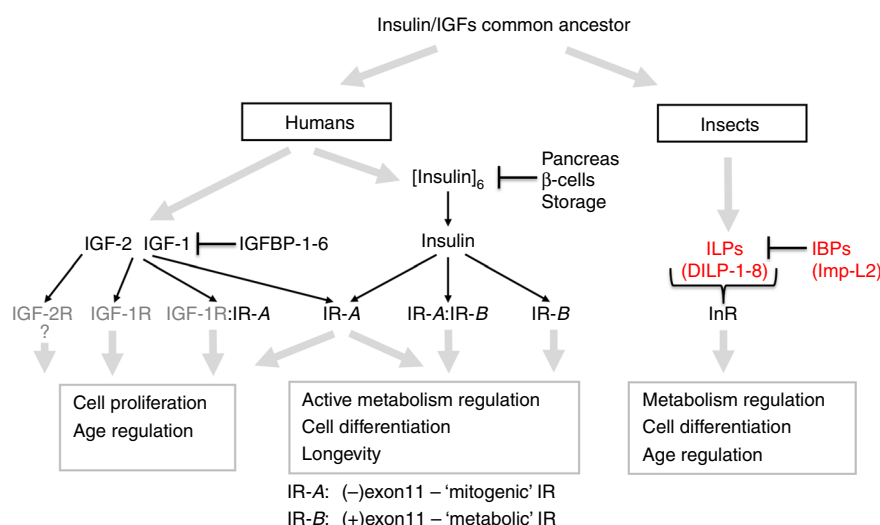 Insulin/IGFs common ancestor
Humans
Insects
[Insulin]6
Pancreas
β-cells
Storage
IGF-2 IGF-1
IGFBP-1-6
Insulin
ILPs
(DILP-1-8)
IBPs
(Imp-L2)
IGF-2R
?
IGF-1R
IGF-1R:IR-A
IR-A
IR-A:IR-B
IR-B
InR
Cell proliferation
Age regulation
Active metabolism regulation
Cell differentiation
Longevity
Metabolism regulation
Cell differentiation
Age regulation
IR-A: (–)exon11 – ‘mitogenic’ IR
IR-B: (+)exon11 – ‘metabolic’ IR